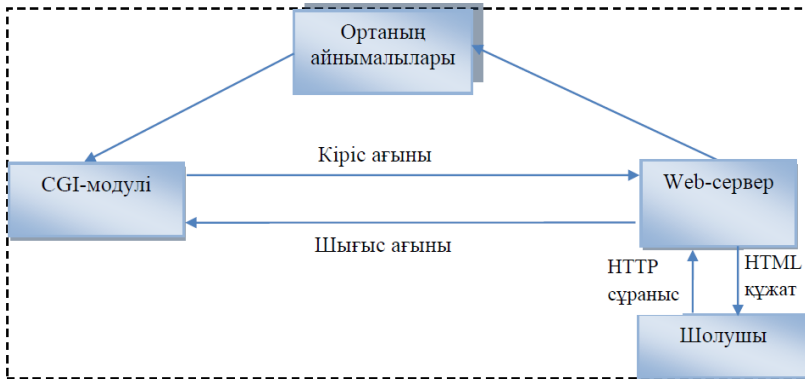 Ортаның
айнымалылары
Кіріс ағыны
CGI-модулі
Web-сервер
Шығыс ағыны
HTTP
сұраныс
HTML
құжат
Шолушы